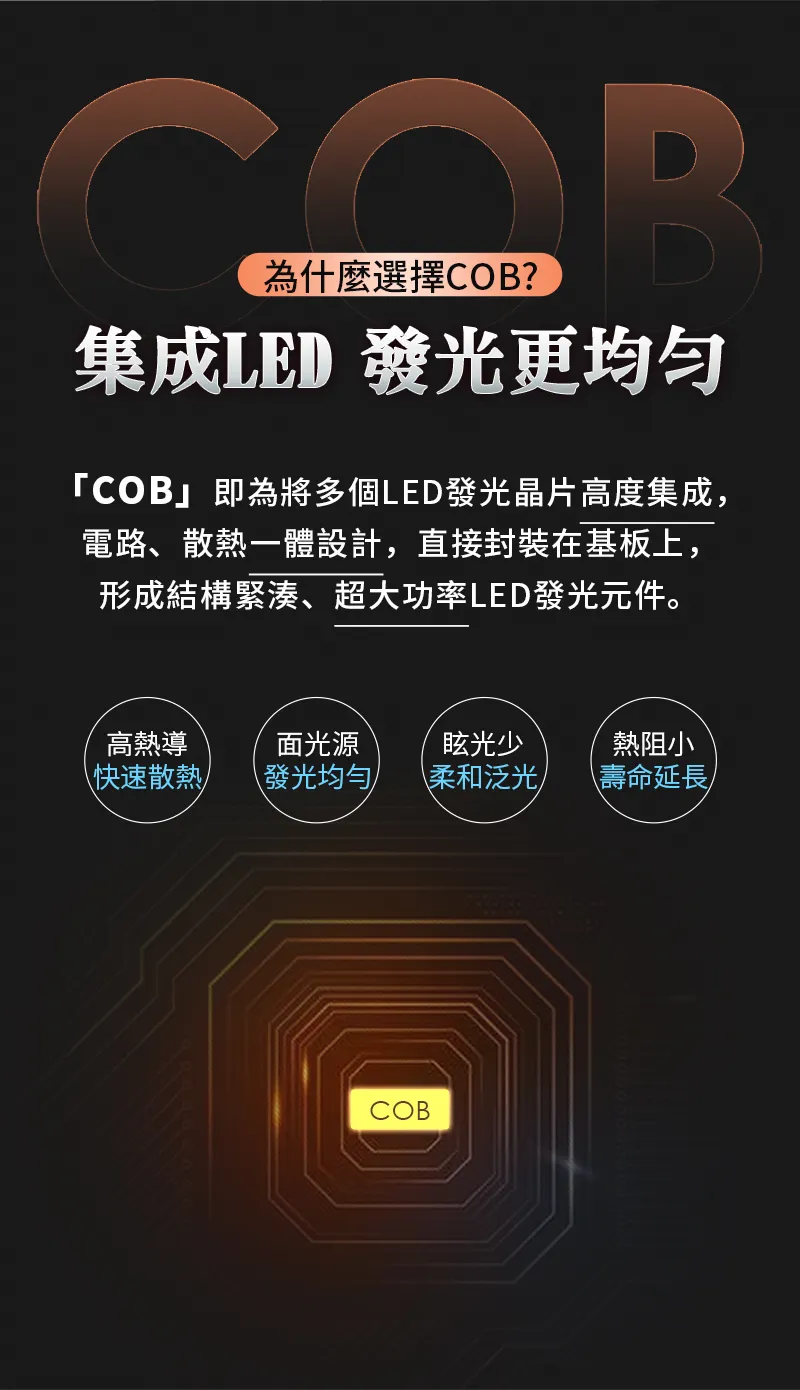 COB
為什麼選擇COB?
集成LED 發光更均勻
「COB」即為將多個LED發光晶片高度集成，
電路、散熱一體設計，直接封裝在基板上，
形成結構緊湊、超大功率LED發光元件。
高熱導
快速散熱
面光源
發光均勻
眩光少
柔和泛光
熱阻小
壽命延長
COB